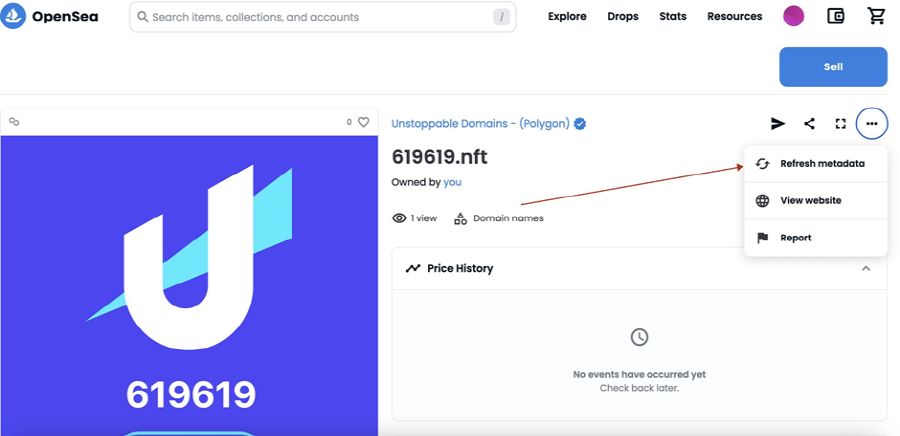 OpenSea
Search items, collections, and accounts
/
Explore
Drops
Stats
Resources
Sell
0
Unstoppable Domains - (Polygon)
619619.nft
Refresh metadata
Owned by you
View website
1 view
Domain names
Report
Price History
No events have occurred yet
Check back later.
619619